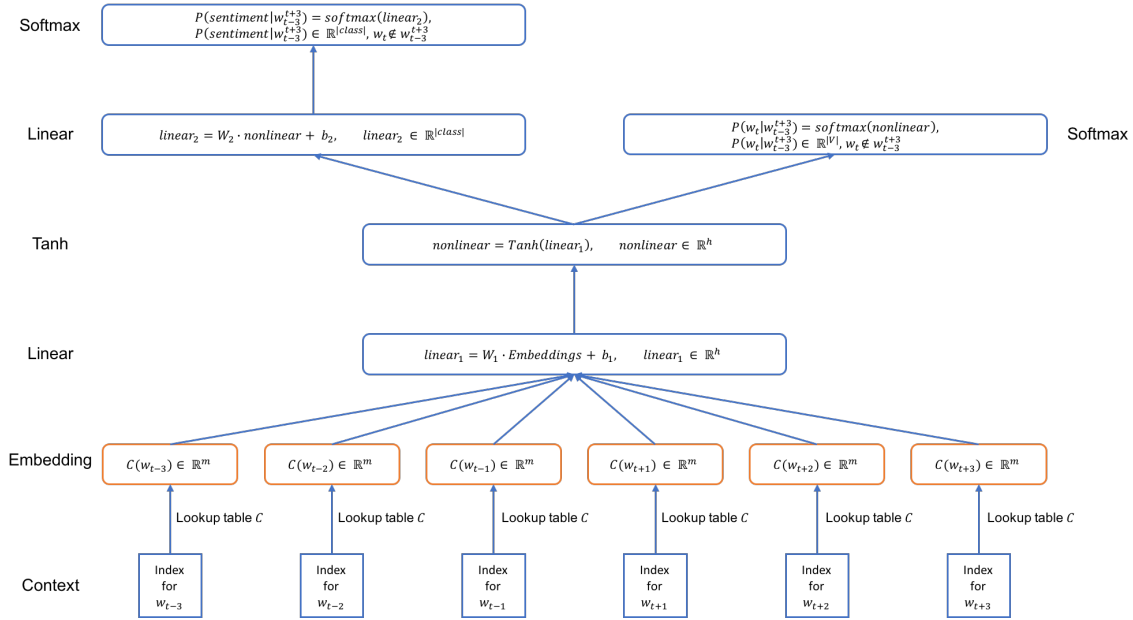 Softmax
P(sentiment|w_{t-3}^{t+3}) = softmax(linear_2),
P(sentiment|w_{t-3}^{t+3}) ∈ ℝ^{|class|}, w_t ∉ w_{t-3}^{t+3}
Linear
linear_2 = W_2 · nonlinear + b_2, linear_2 ∈ ℝ^{|class|}
P(w_t|w_{t-3}^{t+3}) = softmax(nonlinear),
P(w_t|w_{t-3}^{t+3}) ∈ ℝ^{|V|}, w_t ∉ w_{t-3}^{t+3}
Softmax
Tanh
nonlinear = Tanh(linear_1), nonlinear ∈ ℝ^h
Linear
linear_1 = W_1 · Embeddings + b_1, linear_1 ∈ ℝ^h
Embedding
C(w_{t-3}) ∈ ℝ^m
C(w_{t-2}) ∈ ℝ^m
C(w_{t-1}) ∈ ℝ^m
C(w_{t+1}) ∈ ℝ^m
C(w_{t+2}) ∈ ℝ^m
C(w_{t+3}) ∈ ℝ^m
Lookup table C
Lookup table C
Lookup table C
Lookup table C
Lookup table C
Lookup table C
Context
Index
for
w_{t-3}
Index
for
w_{t-2}
Index
for
w_{t-1}
Index
for
w_{t+1}
Index
for
w_{t+2}
Index
for
w_{t+3}